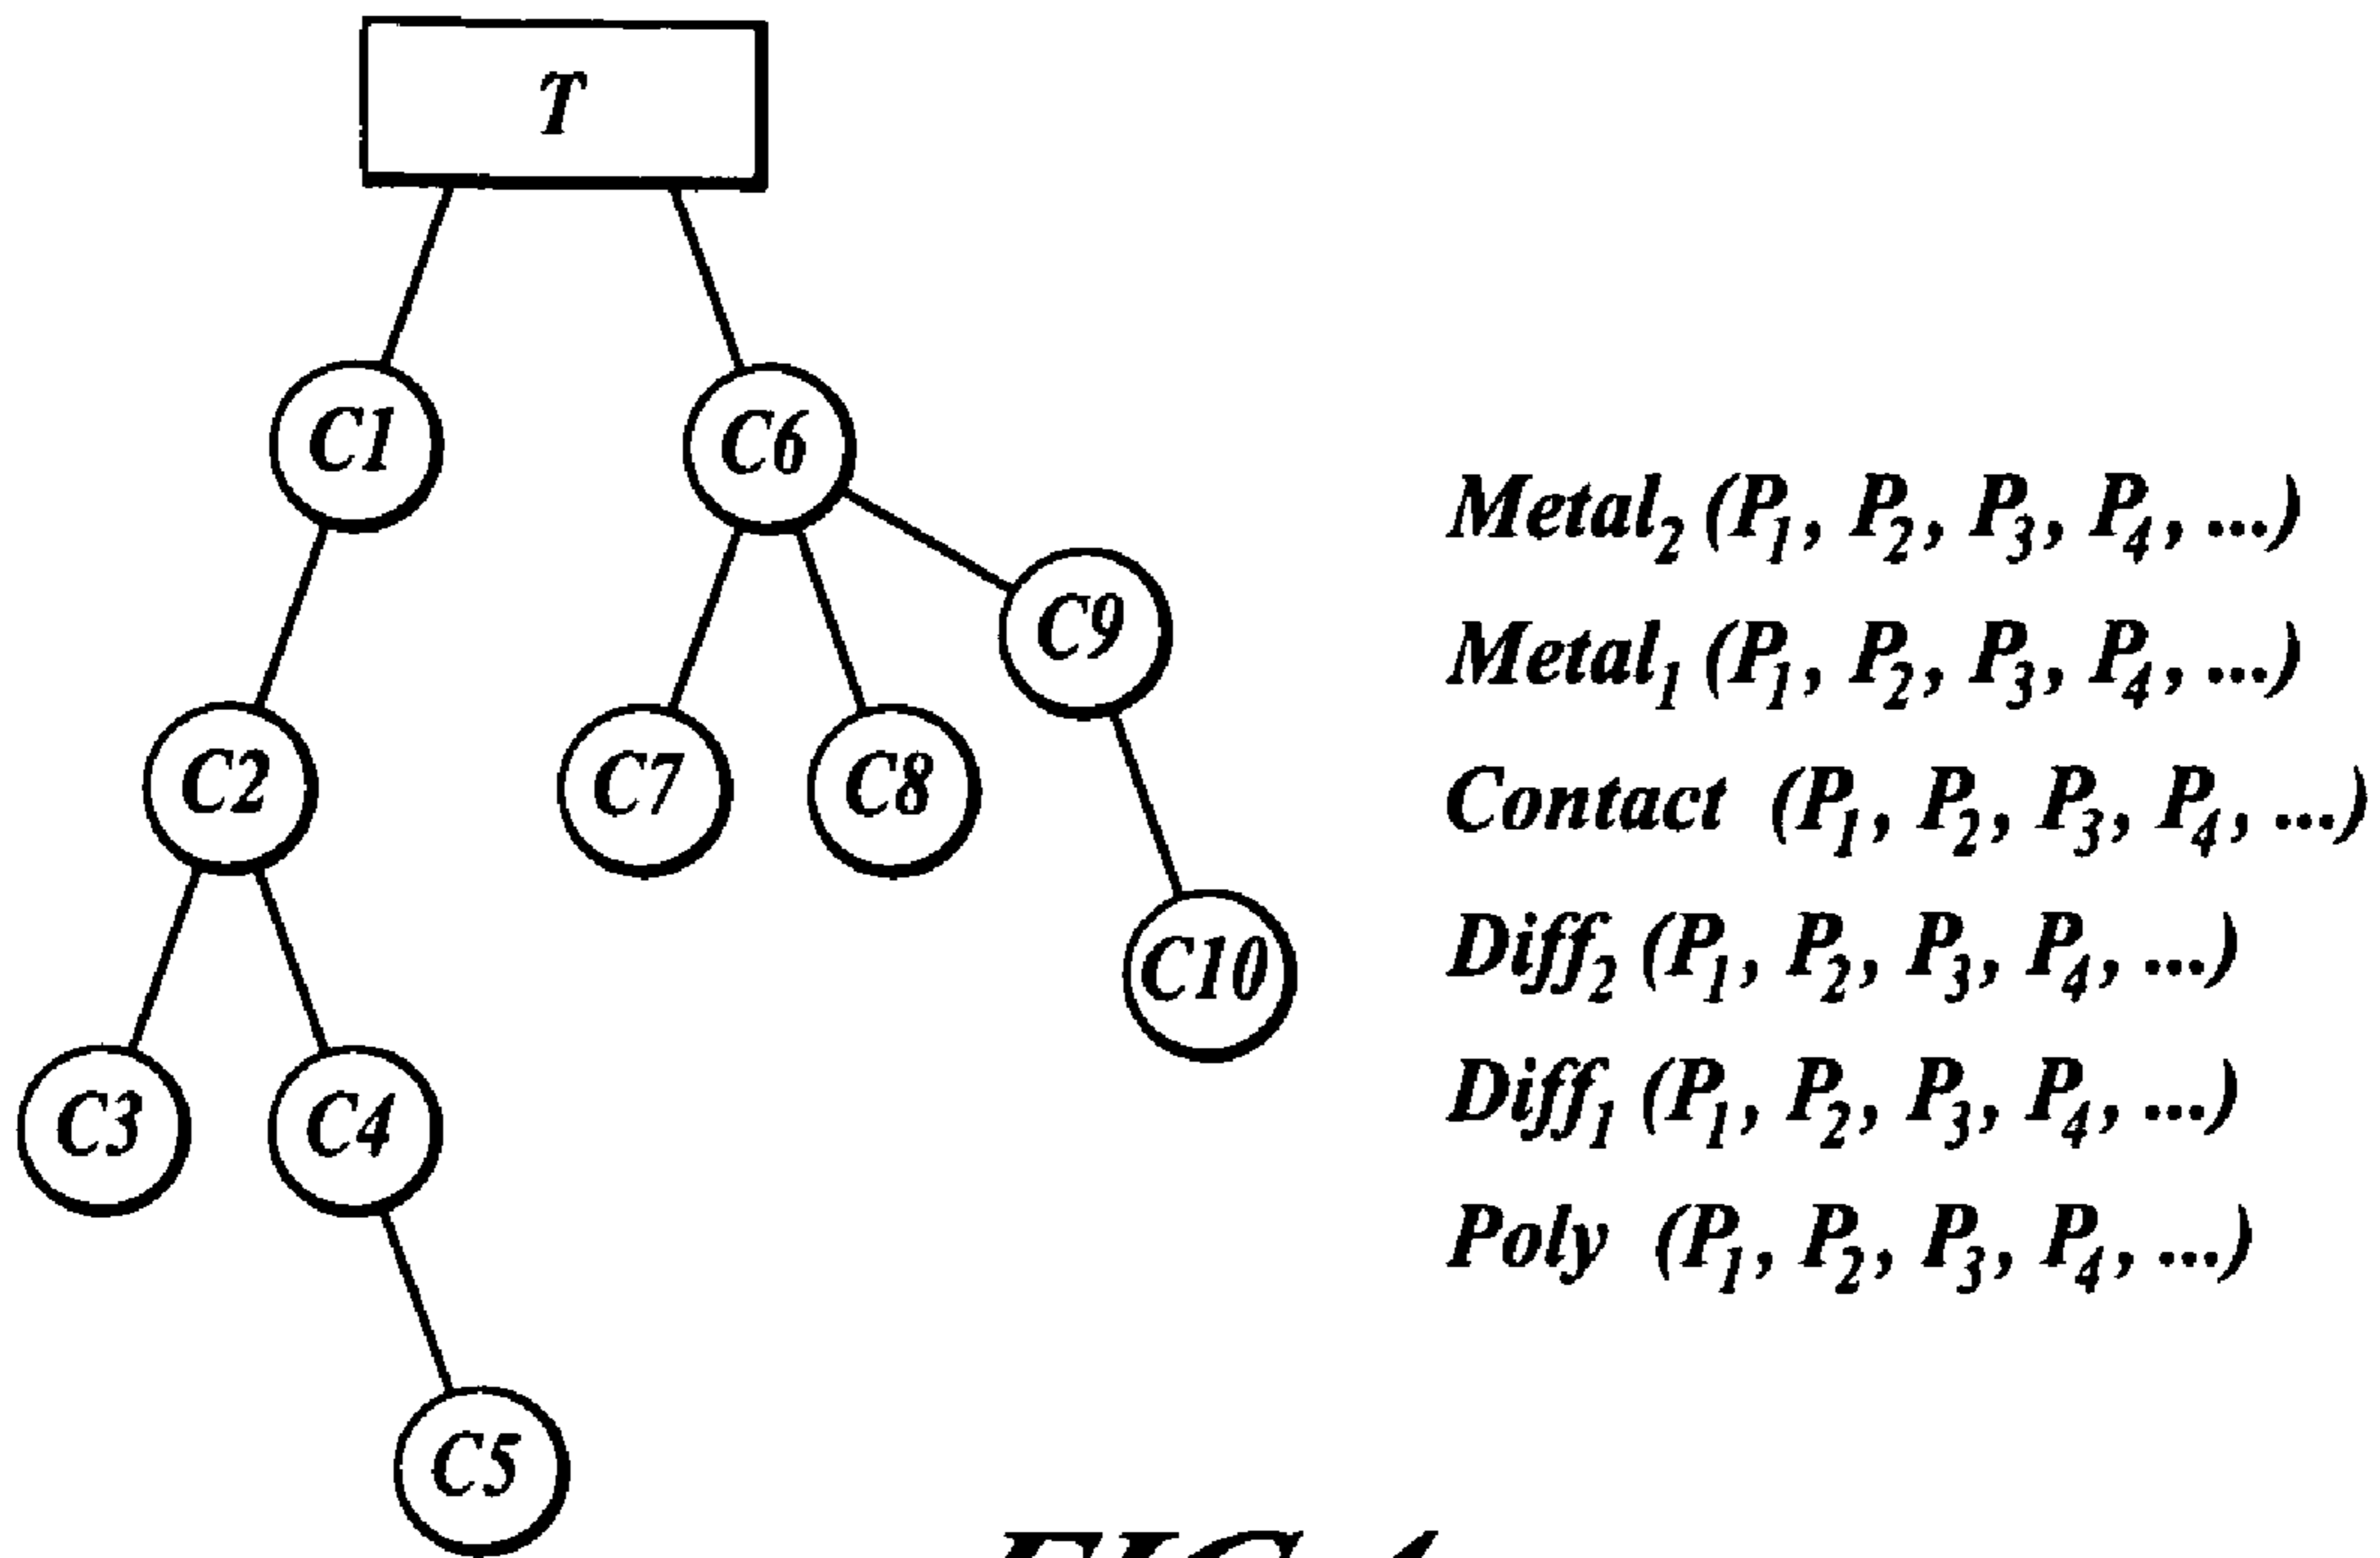 T
C1
C6
C9
C2
C7
C8
C10
C3
C4
C5
Metal₂ (P₁, P₂, P₃, P₄, ...)
Metal₁ (P₁, P₂, P₃, P₄, ...)
Contact (P₁, P₂, P₃, P₄, ...)
Diff₂ (P₁, P₂, P₃, P₄, ...)
Diff₁ (P₁, P₂, P₃, P₄, ...)
Poly (P₁, P₂, P₃, P₄, ...)